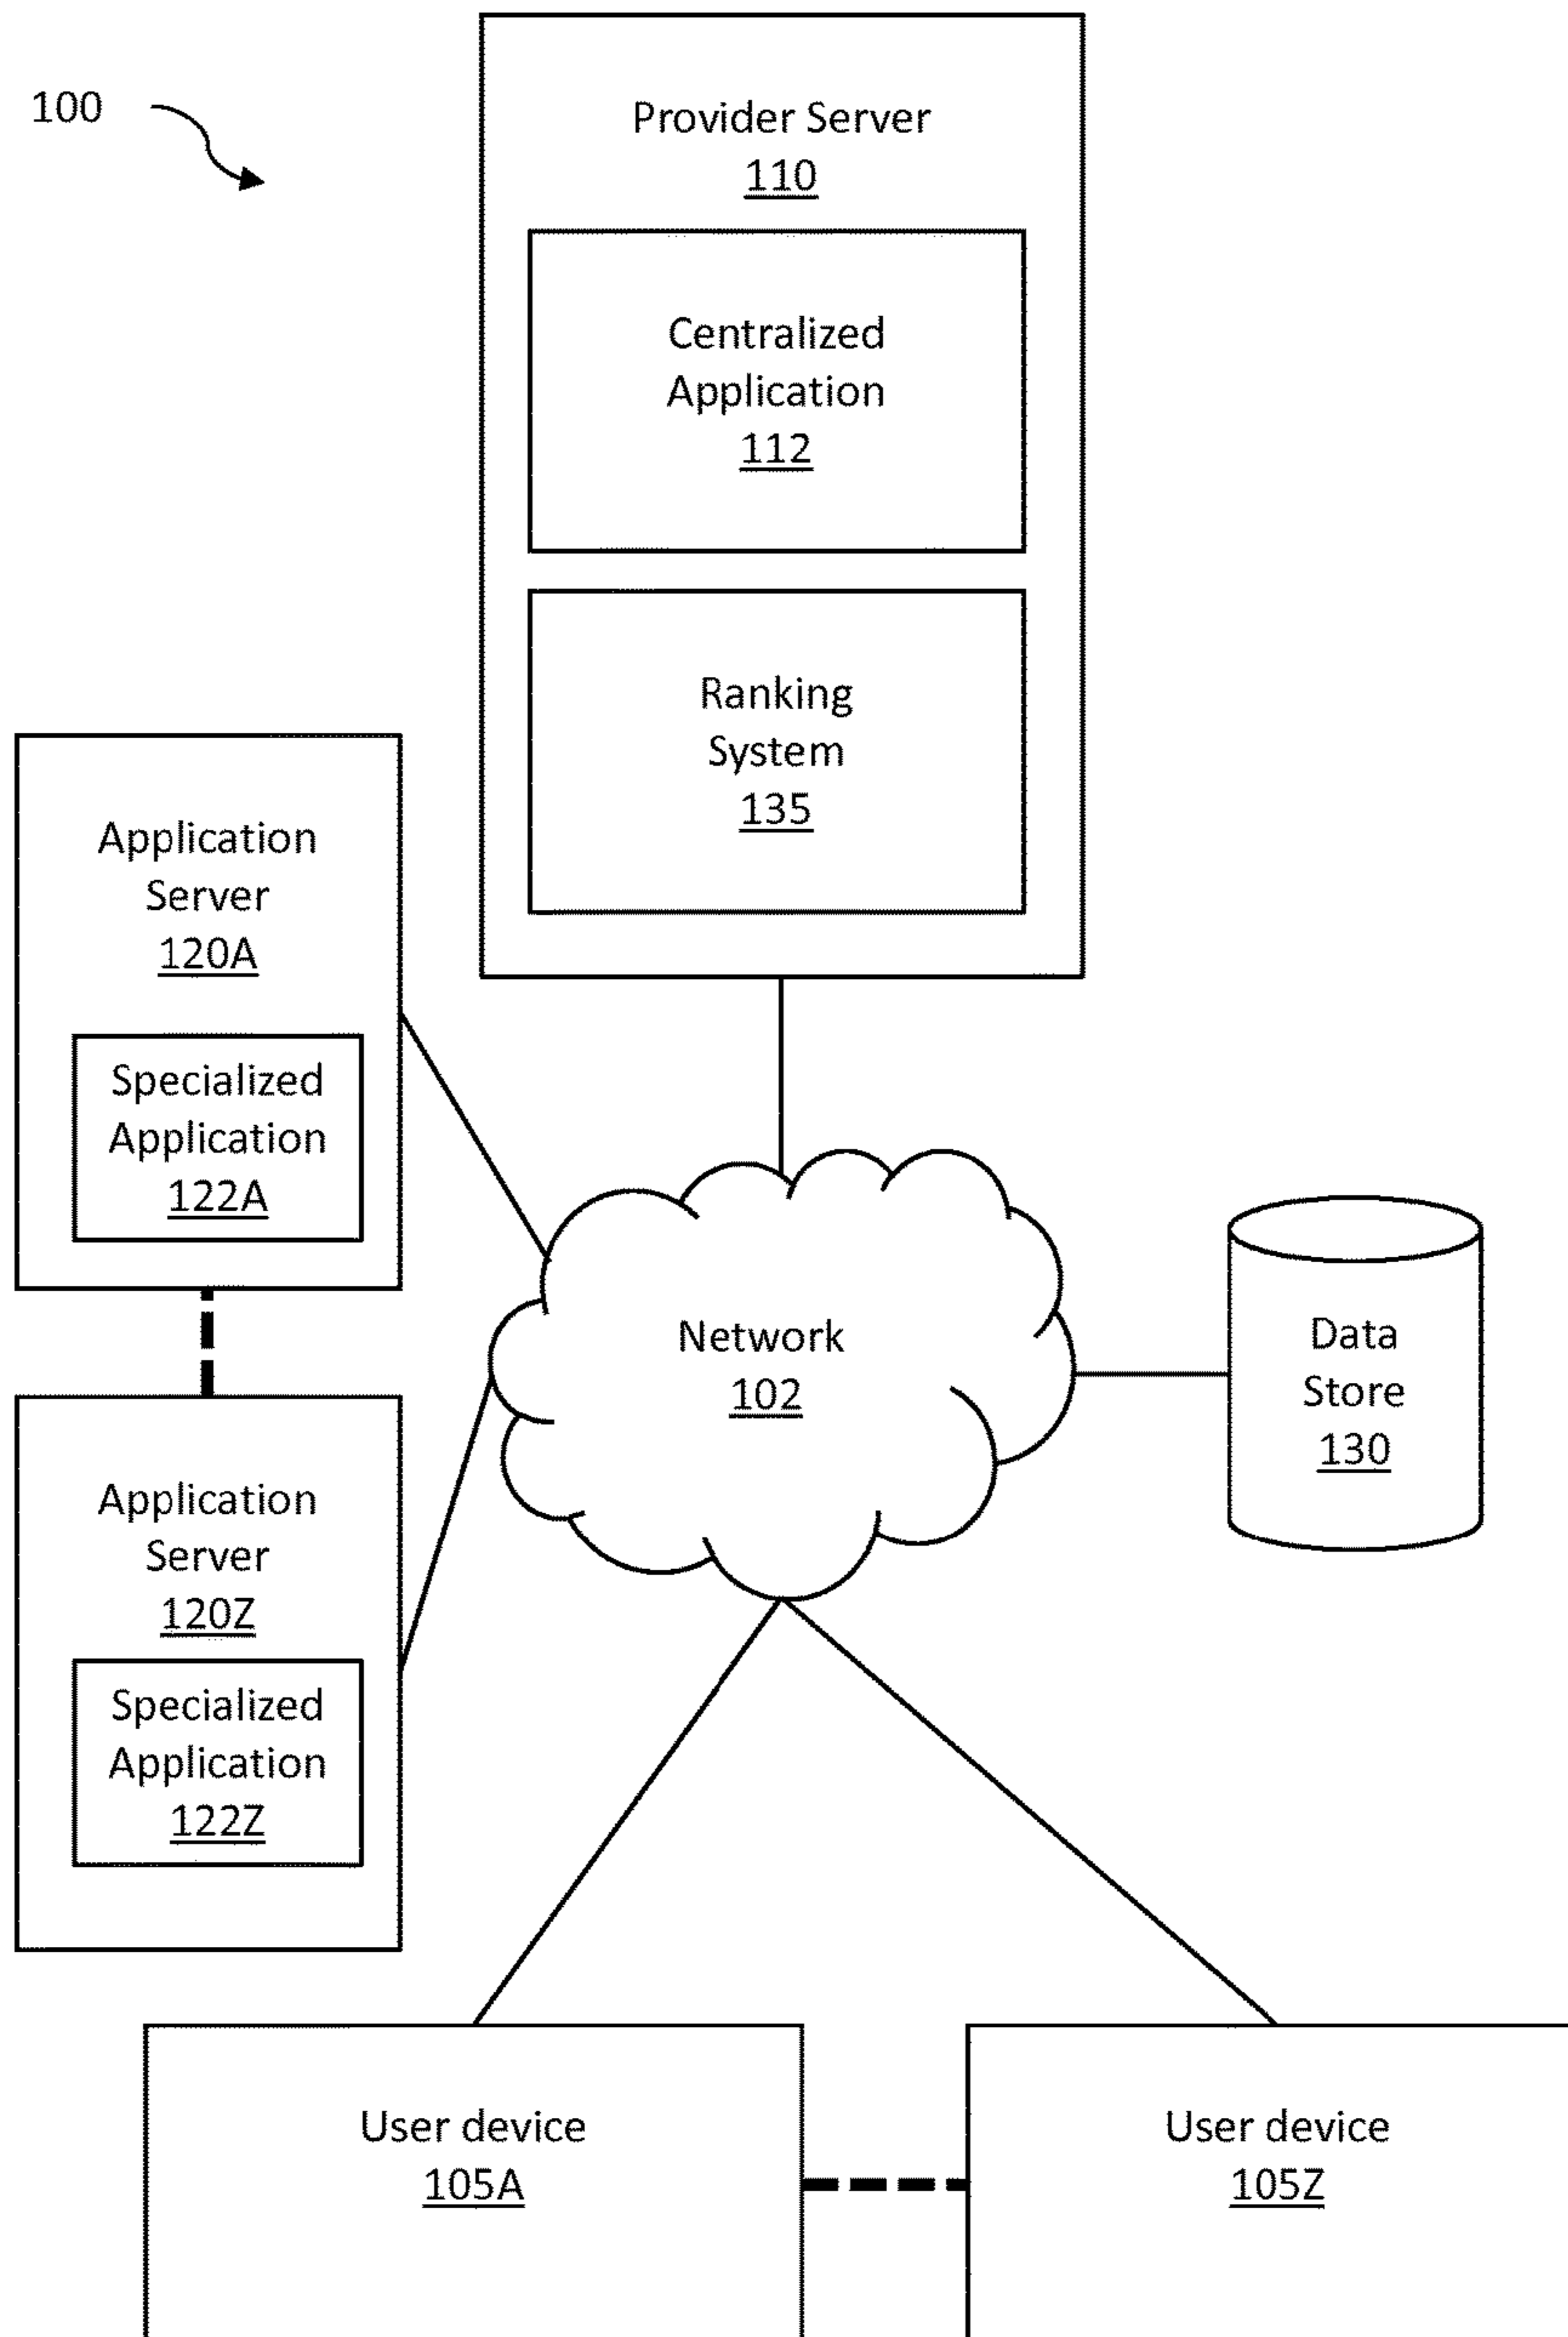 100
Provider Server
110
Centralized
Application
112
Ranking
System
135
Application
Server
120A
Specialized
Application
122A
Network
102
Data
Store
130
Application
Server
120Z
Specialized
Application
122Z
User device
105A
User device
105Z